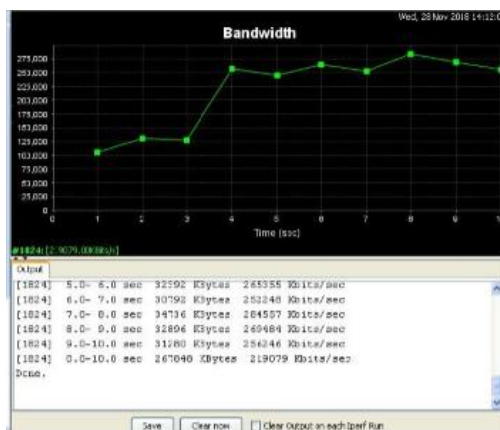 Wed, 28 Nov 2018 14:12:0
Bandwidth
275,000
250,000
225,000
200,000
175,000
150,000
125,000
100,000
75,000
50,000
25,000
0
0 1 2 3 4 5 6 7 8 9 10
Time (sec)
#1824: [219079.00KBits/s]
Output
[1824] 5.0- 6.0 sec 32392 KBytes 265355 Kbits/sec
[1824] 6.0- 7.0 sec 30792 KBytes 252248 Kbits/sec
[1824] 7.0- 8.0 sec 34736 KBytes 284557 Kbits/sec
[1824] 8.0- 9.0 sec 32896 KBytes 269484 Kbits/sec
[1824] 9.0-10.0 sec 31280 KBytes 256246 Kbits/sec
[1824] 0.0-10.0 sec 267848 KBytes 219079 Kbits/sec
Done.
Save Clear now Clear Output on each Iperf Run